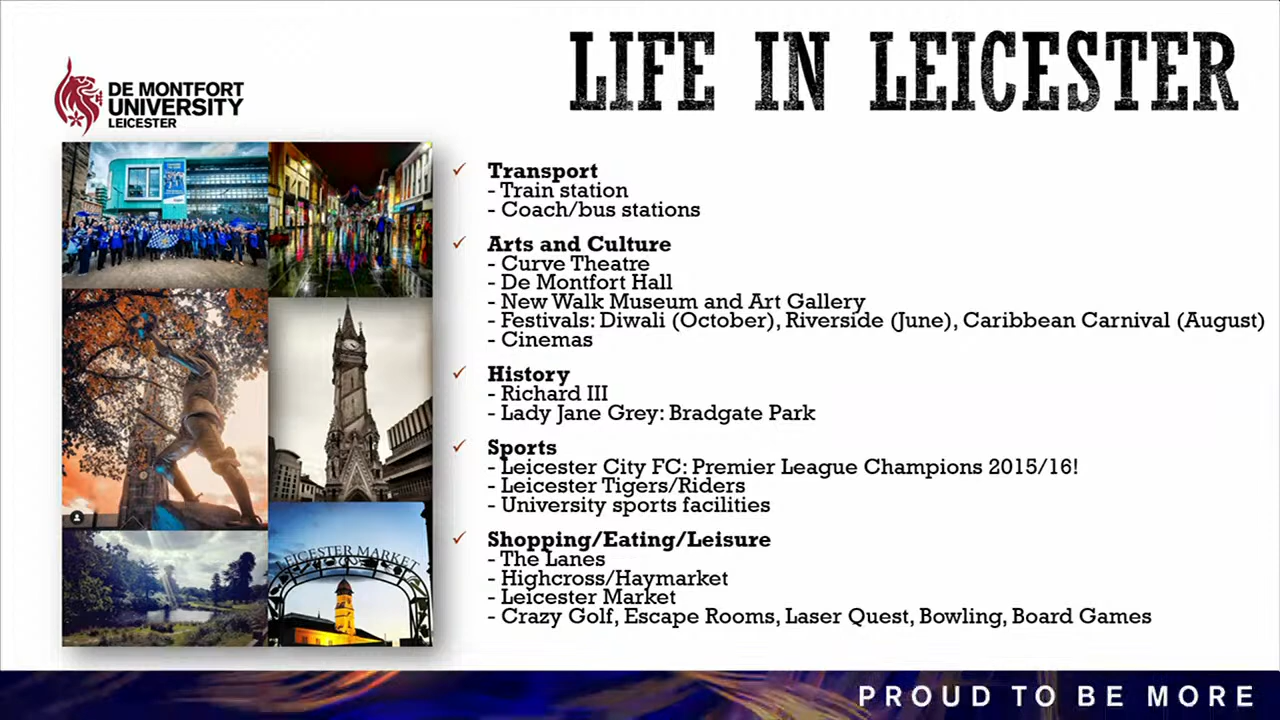 LIFE IN LEICESTER
DE MONTFORT
UNIVERSITY
LEICESTER
Transport
- Train station
- Coach/bus stations
Arts and Culture
- Curve Theatre
- De Montfort Hall
- New Walk Museum and Art Gallery
- Festivals: Diwali (October), Riverside (June), Caribbean Carnival (August)
- Cinemas
History
- Richard III
- Lady Jane Grey: Bradgate Park
Sports
- Leicester City FC: Premier League Champions 2015/16!
- Leicester Tigers/Riders
- University sports facilities
Shopping/Eating/Leisure
- The Lanes
- Highcross/Haymarket
- Leicester Market
- Crazy Golf, Escape Rooms, Laser Quest, Bowling, Board Games
LEICESTER MARKET
PROUD TO BE MORE